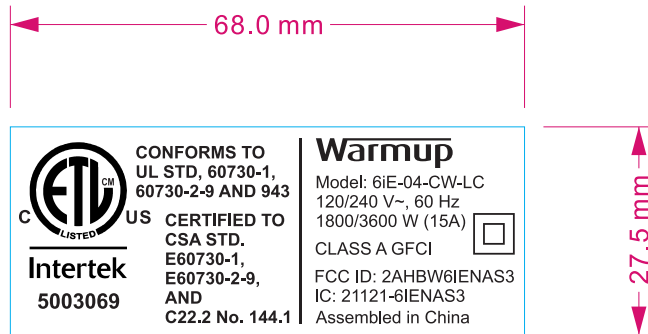 68.0 mm
CONFORMS TO
UL STD, 60730-1,
60730-2-9 AND 943
CERTIFIED TO
CSA STD.
E60730-1,
E60730-2-9,
AND
C22.2 No. 144.1
ETL
CM
LISTED
C
US
Intertek
5003069
Warmup
Model: 6iE-04-CW-LC
120/240 V~, 60 Hz
1800/3600 W (15A)
CLASS A GFCI
FCC ID: 2AHBW6IENAS3
IC: 21121-6IENAS3
Assembled in China
27.5 mm